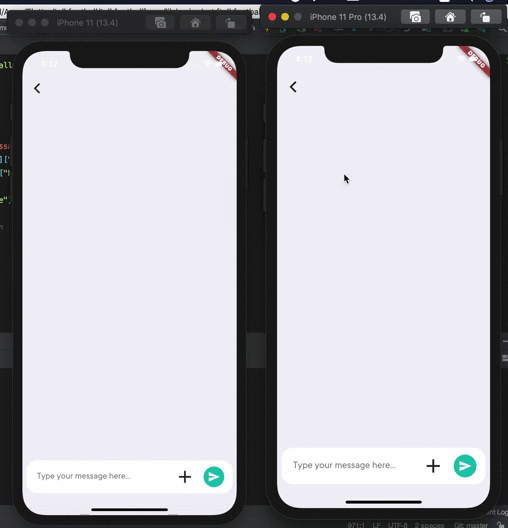 iPhone 11 (13.4)
iPhone 11 Pro (13.4)
4:12
DEBUG
4:12
DEBUG
Type your message here...
Type your message here...
971:1 LF UTF-8 2 spaces Git: master